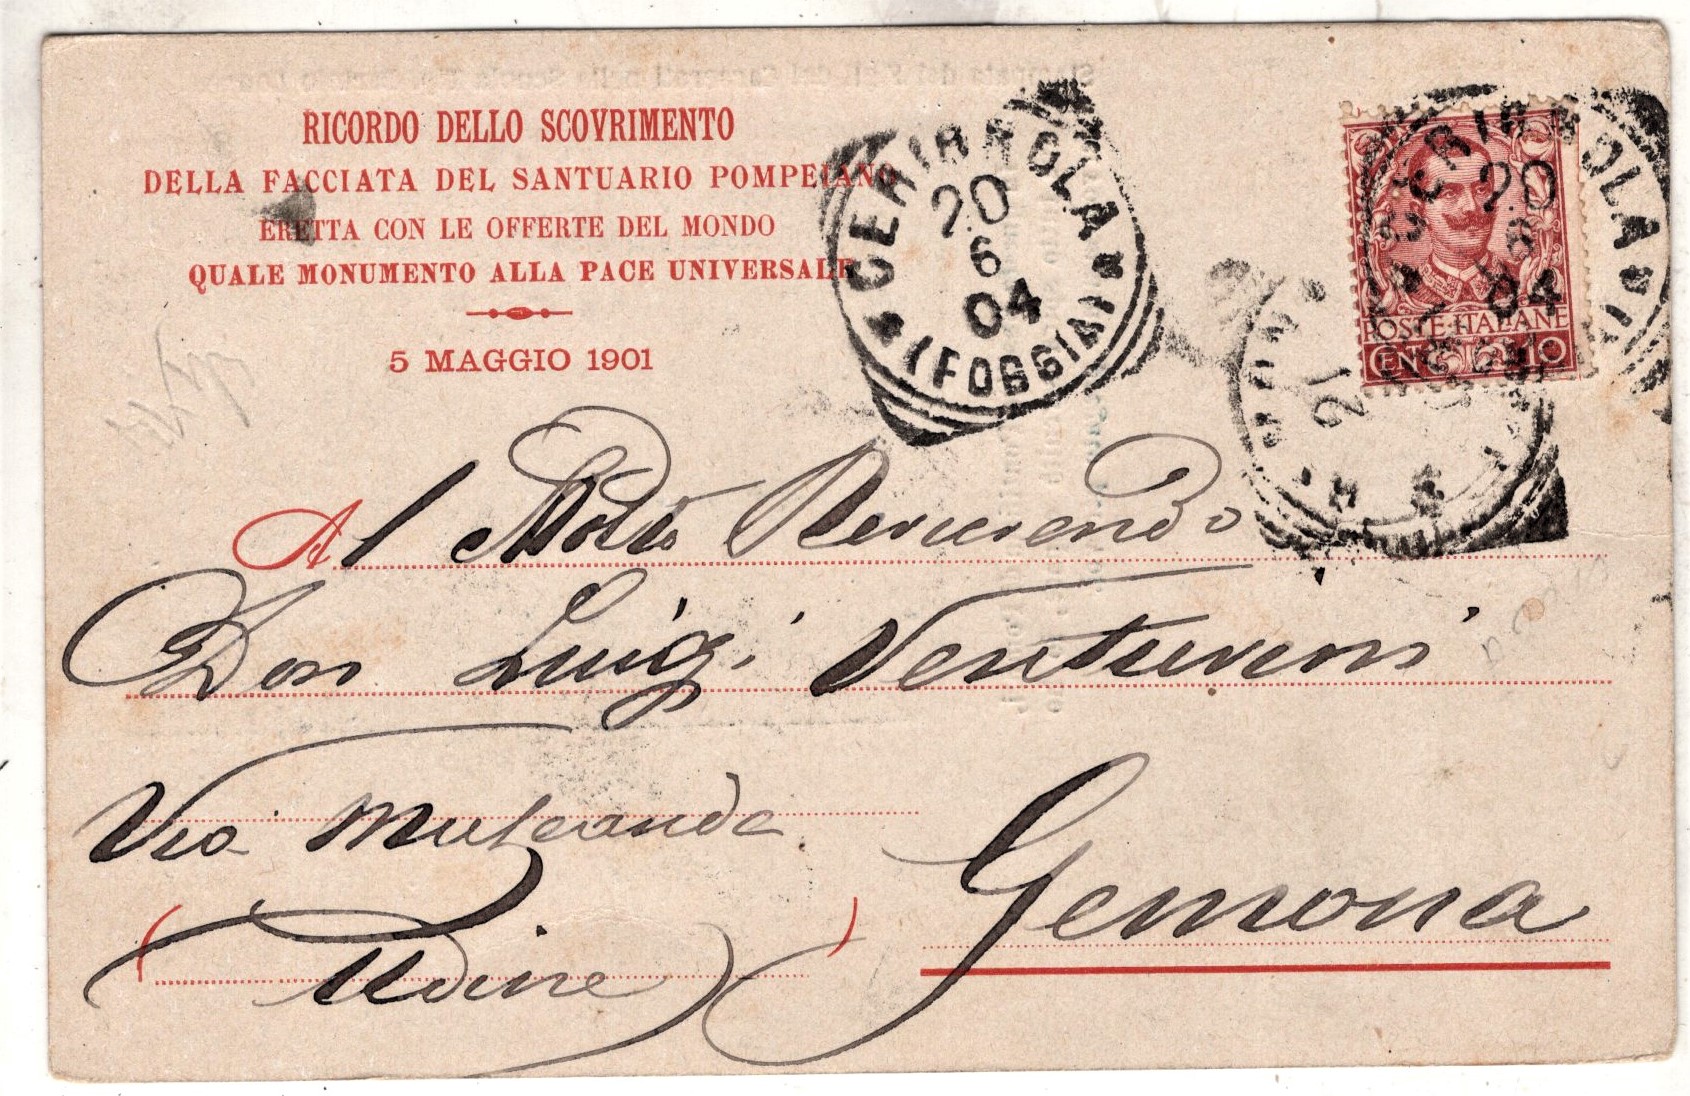 RICORDO DELLO SCOVRIMENTO
DELLA FACCIATA DEL SANTUARIO POMPEIANO
ERETTA CON LE OFFERTE DEL MONDO
QUALE MONUMENTO ALLA PACE UNIVERSALE
5 MAGGIO 1901
CERIGNOLA
20
6
04
(FOGGIA)
CERIGNOLA
20
6
04
POSTE ITALIANE
CENT. 10
21
Al Molto Reverendo
Don Luigi Venturini
Via
Gemona
(Udine)